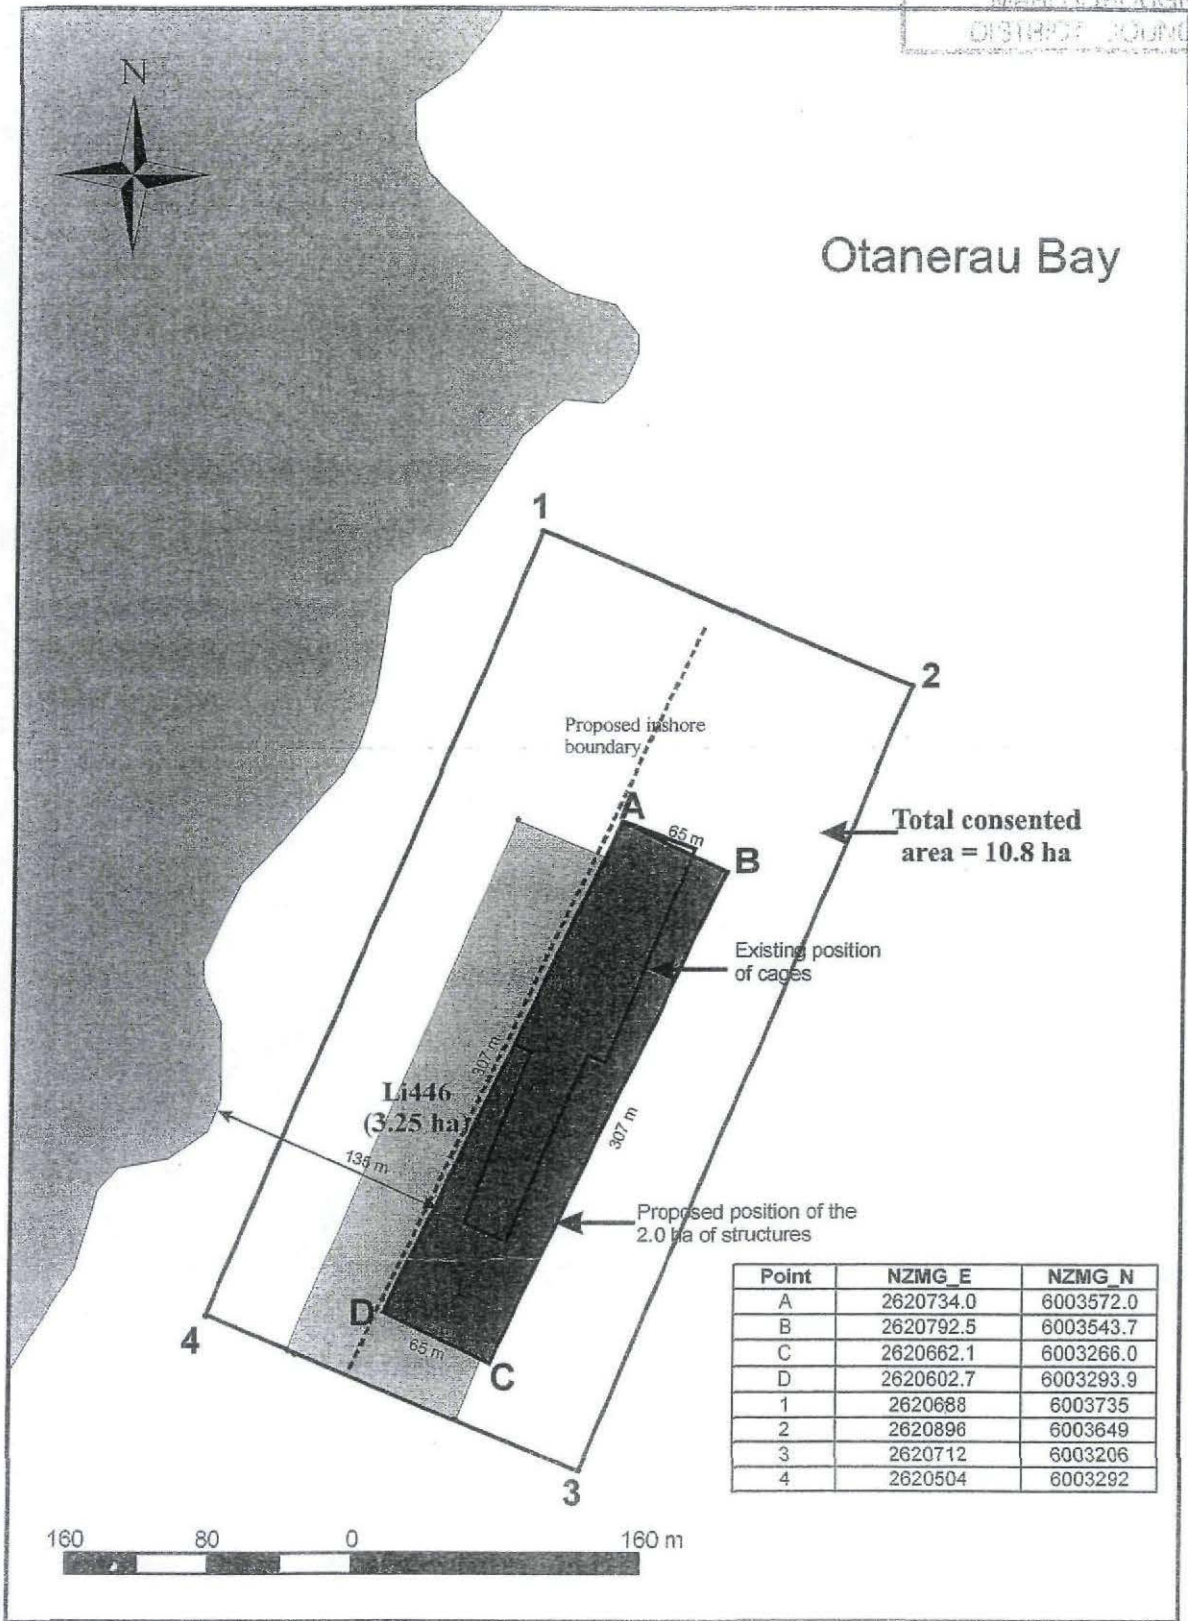 N
Otanerau Bay
1
2
Proposed inshore
boundary
A
65 m
B
Total consented
area = 10.8 ha
Existing position
of cages
307 m
Li446
(3.25 ha)
307 m
135 m
Proposed position of the
2.0 ha of structures
D
4
65 m
C
3
Point NZMG_E NZMG_N
A 2620734.0 6003572.0
B 2620792.5 6003543.7
C 2620662.1 6003266.0
D 2620602.7 6003293.9
1 2620688 6003735
2 2620896 6003649
3 2620712 6003206
4 2620504 6003292
160 80 0 160 m